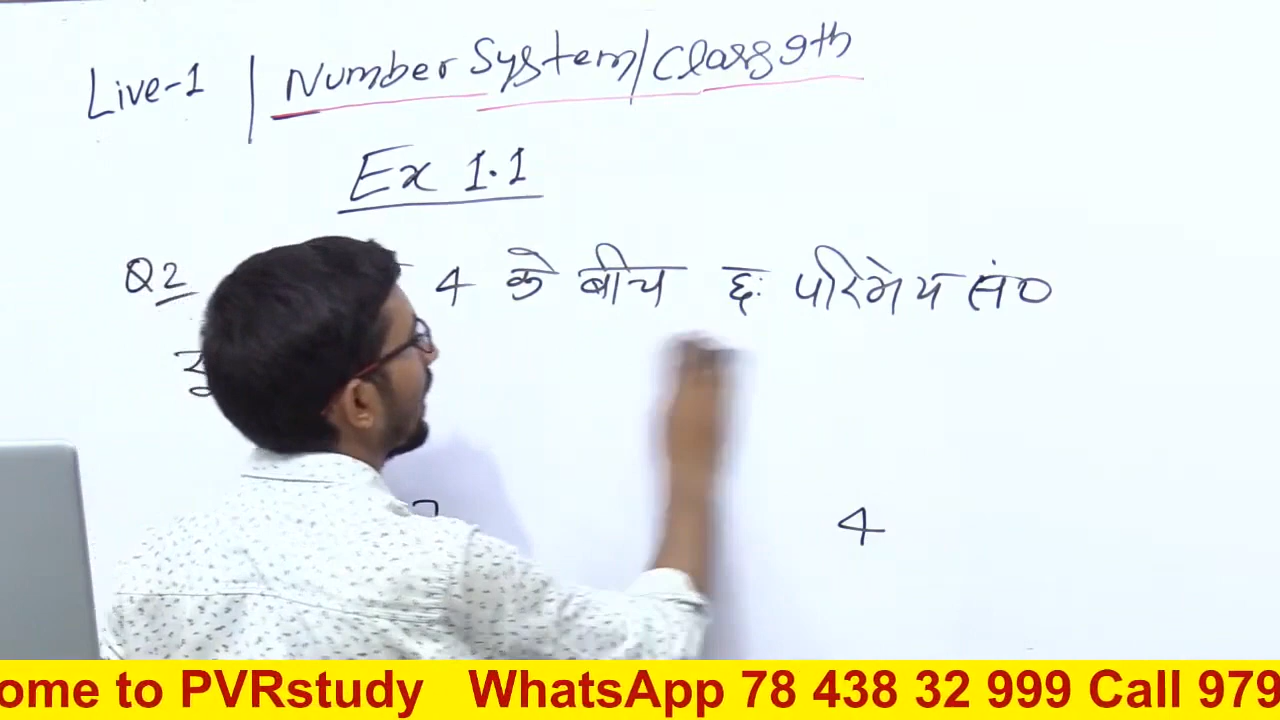 Live-1 | Number System/Class 9th
Ex 1.1
Q2 4 के बीच छः परिमेय सं०
4
ome to PVRstudy WhatsApp 78 438 32 999 Call 979